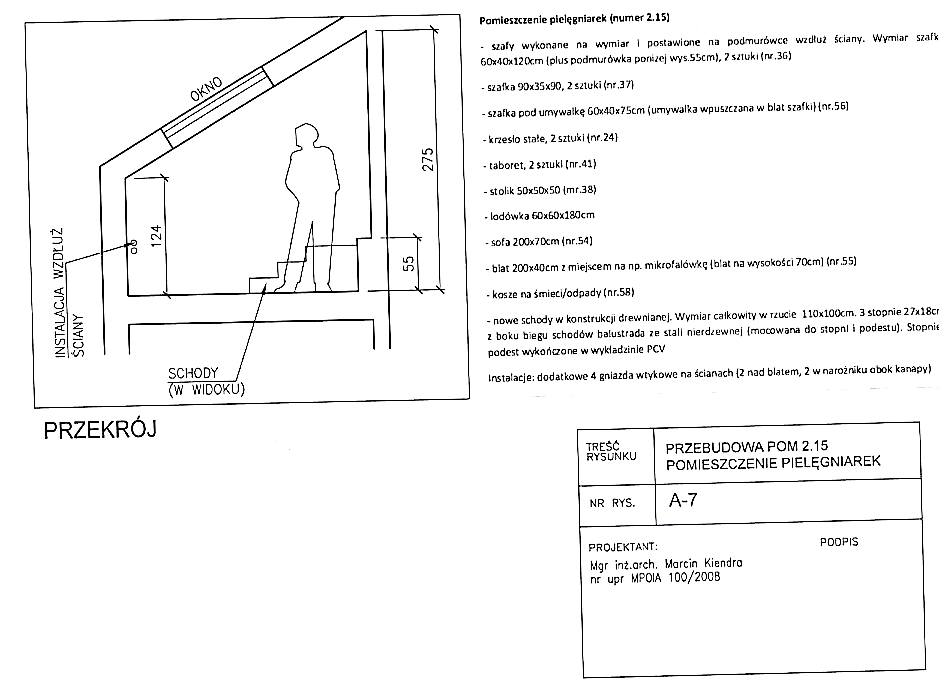 Pomieszczenie pielęgniarek (numer 2.15)
- szafy wykonane na wymiar i postawione na podmurówce wzdłuż ściany. Wymiar szafk
60x40x120cm (plus podmurówka poniżej wys.55cm), 2 sztuki (nr.36)
- szafka 90x35x90, 2 sztuki (nr.37)
- szafka pod umywalkę 60x40x75cm (umywalka wpuszczana w blat szafki) (nr.56)
- krzesło stałe, 2 sztuki (nr.24)
- taboret, 2 sztuki (nr.41)
- stolik 50x50x50 (mr.38)
- lodówka 60x60x180cm
- sofa 200x70cm (nr.54)
- blat 200x40cm z miejscem na np. mikrofalówkę (blat na wysokości 70cm) (nr.55)
- kosze na śmieci/odpady (nr.58)
- nowe schody w konstrukcji drewnianej. Wymiar całkowity w rzucie 110x100cm. 3 stopnie 27x18cm
z boku biegu schodów balustrada ze stali nierdzewnej (mocowana do stopni i podestu). Stopnie
podest wykończone w wykładzinie PCV
Instalacje: dodatkowe 4 gniazda wtykowe na ścianach (2 nad blatem, 2 w narożniku obok kanapy)
OKNO
275
124
55
INSTALACJA WZDŁUŻ
ŚCIANY
SCHODY
(W WIDOKU)
PRZEKRÓJ
TREŚĆ
RYSUNKU
PRZEBUDOWA POM 2.15
POMIESZCZENIE PIELĘGNIAREK
NR RYS.
A-7
PROJEKTANT:
PODPIS
Mgr inż.arch. Marcin Kiendra
nr upr MPOIA 100/2008